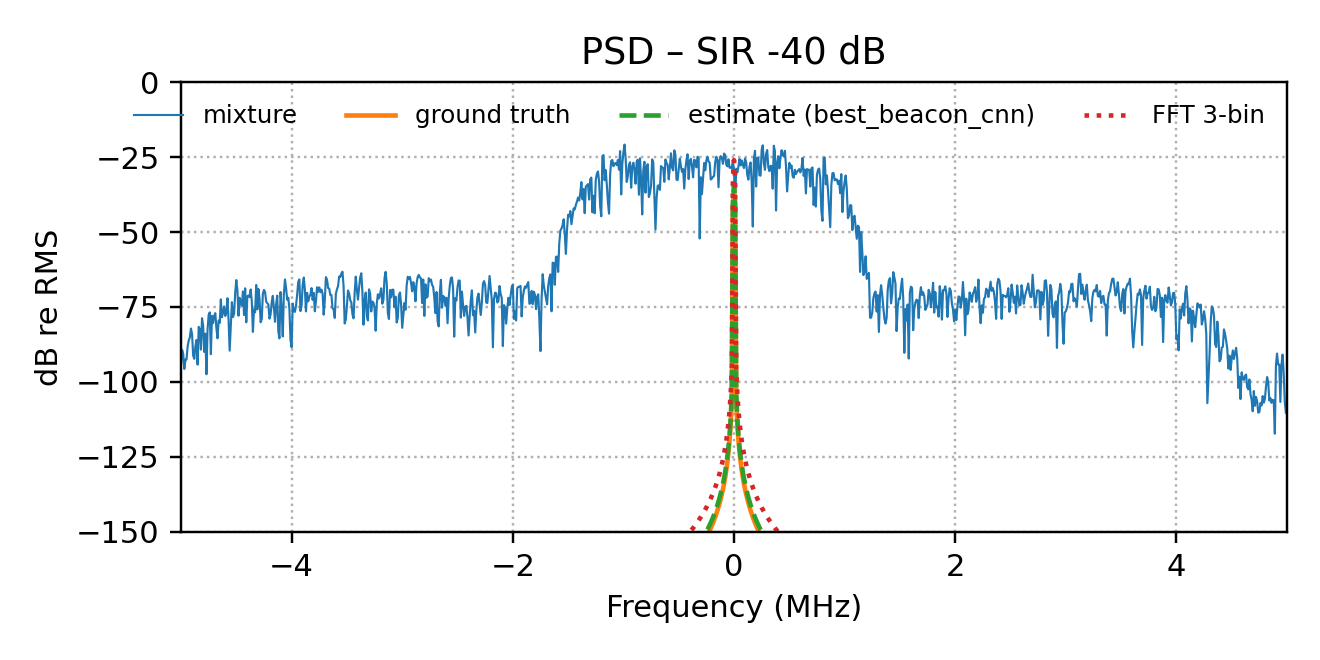 PSD – SIR -40 dB
mixture ground truth estimate (best_beacon_cnn) FFT 3-bin
dB re RMS
0
−25
−50
−75
−100
−125
−150
−4 −2 0 2 4
Frequency (MHz)